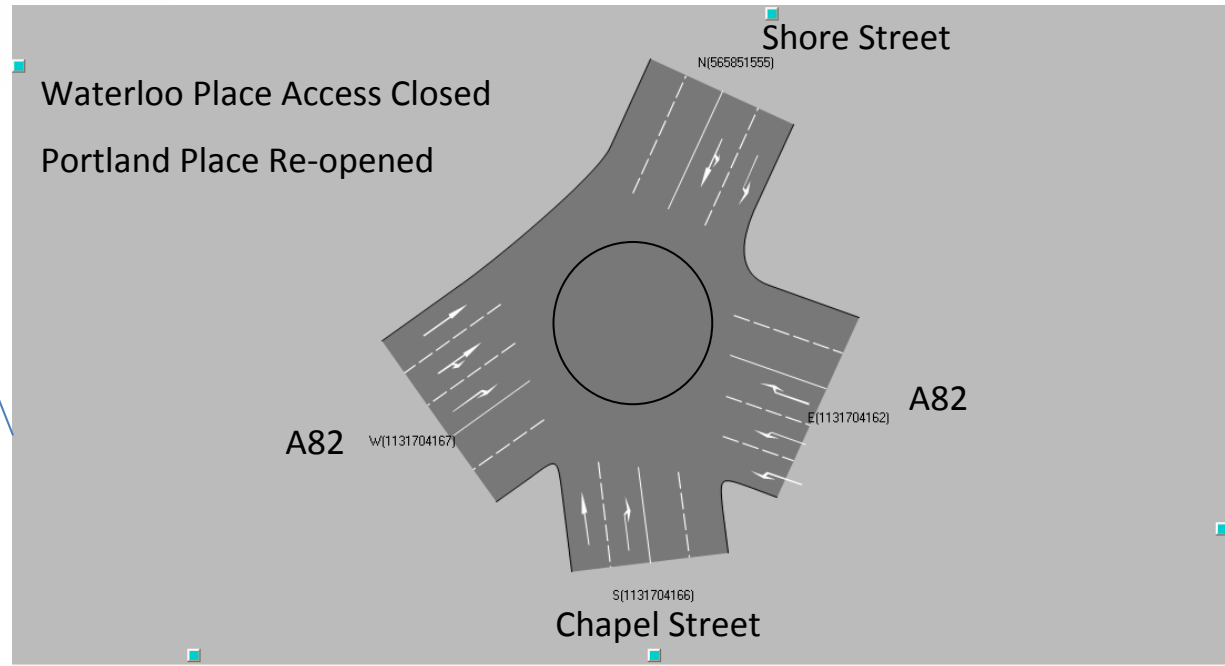 Shore Street
N(565851555)
Waterloo Place Access Closed
Portland Place Re-opened
A82
E(1131704162)
A82
W(1131704167)
S(1131704166)
Chapel Street